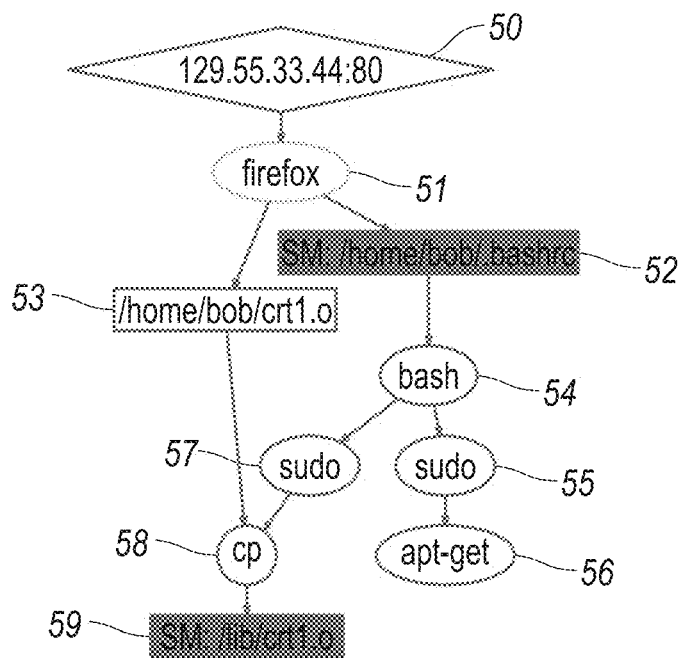 50
129.55.33.44:80
firefox
51
SM: /home/bob/.bashrc
52
53
/home/bob/crt1.o
bash
54
57
sudo
sudo
55
58
cp
apt-get
56
59
SM: /lib/crt1.o